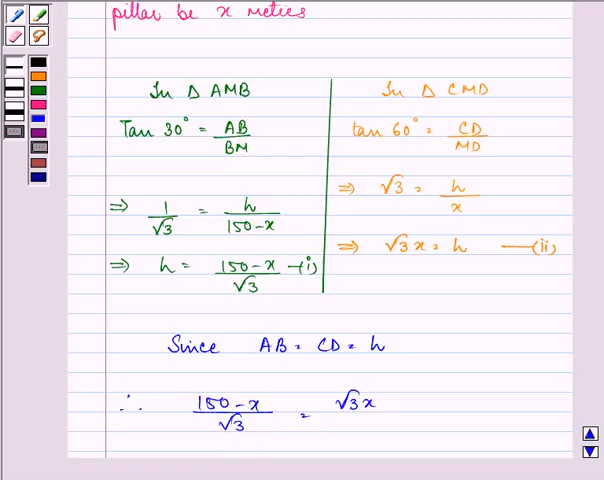 pillar be x metres
In Δ AMB
Tan 30° = AB/BM
⇒ 1/√3 = h/150-x
⇒ h = 150-x/√3 —(i)
In Δ CMD
tan 60° = CD/MD
⇒ √3 = h/x
⇒ √3x = h —(ii)
Since AB = CD = h
∴ 150-x/√3 = √3x